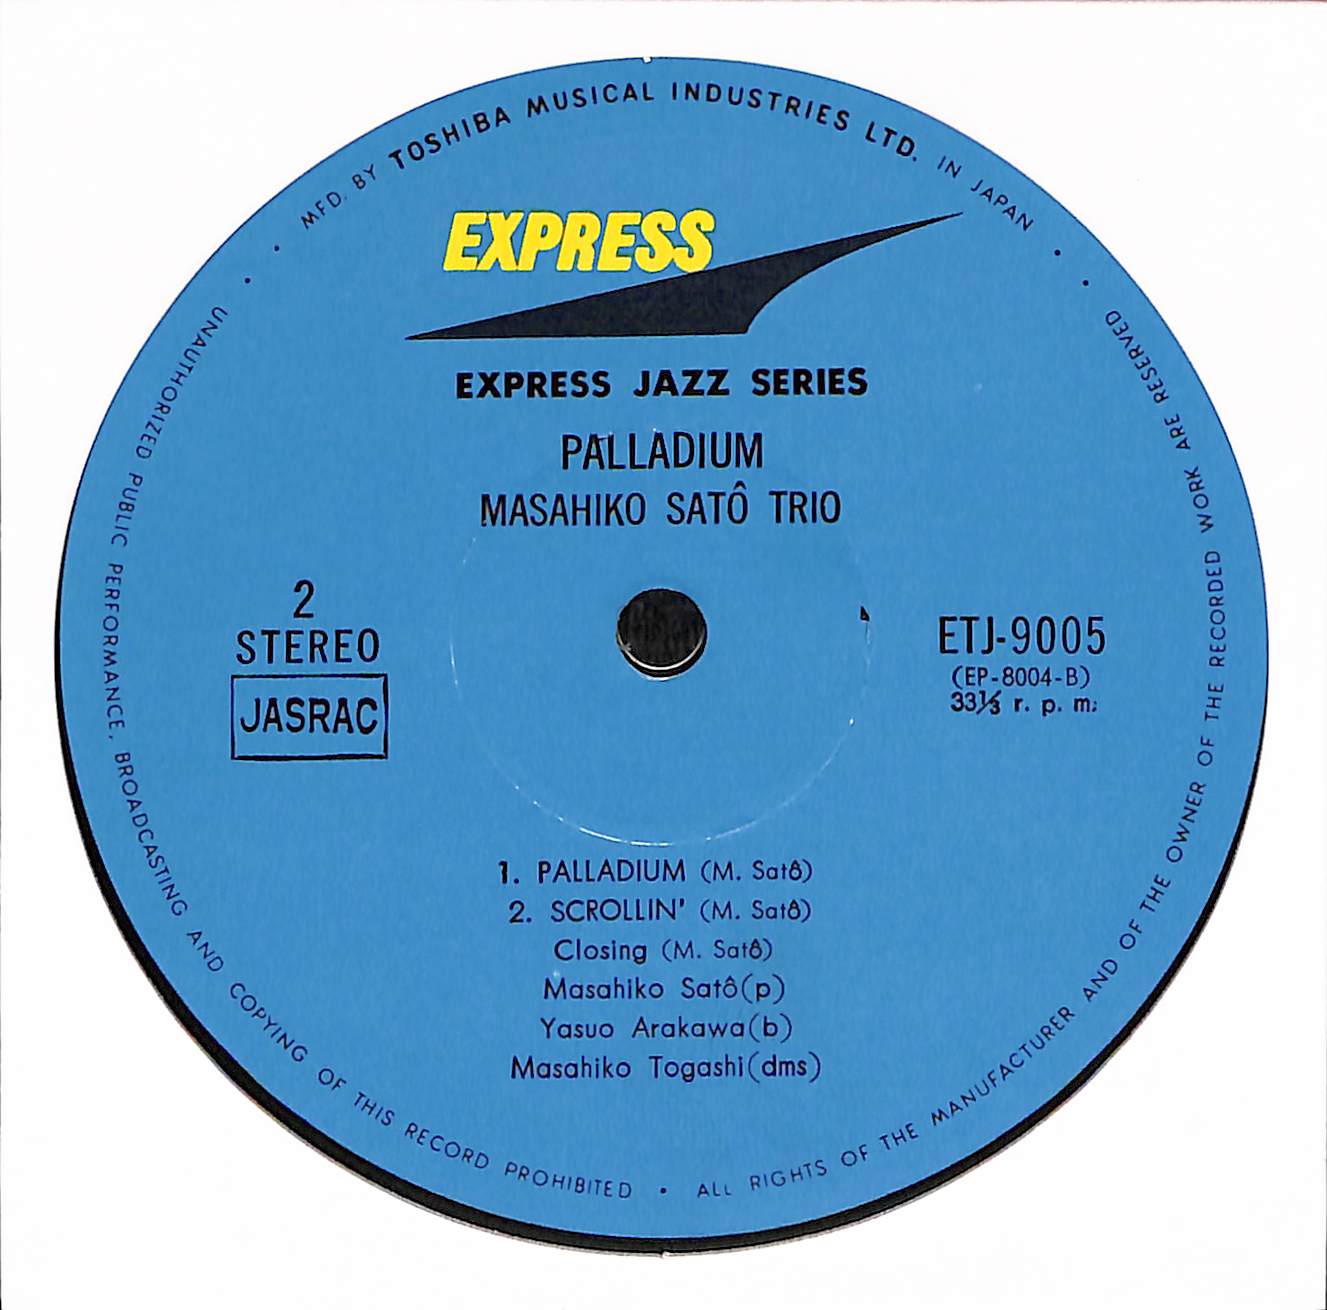 MFD. BY TOSHIBA MUSICAL INDUSTRIES LTD. IN JAPAN
EXPRESS
EXPRESS JAZZ SERIES
PALLADIUM
MASAHIKO SATÔ TRIO
2
STEREO
JASRAC
ETJ-9005
(EP-8004-B)
33⅓ r. p. m.
1. PALLADIUM (M. Satô)
2. SCROLLIN' (M. Satô)
Closing (M. Satô)
Masahiko Satô(p)
Yasuo Arakawa(b)
Masahiko Togashi(dms)
UNAUTHORIZED PUBLIC PERFORMANCE, BROADCASTING AND COPYING OF THIS RECORD PROHIBITED • ALL RIGHTS OF THE MANUFACTURER AND OF THE OWNER OF THE RECORDED WORK ARE RESERVED